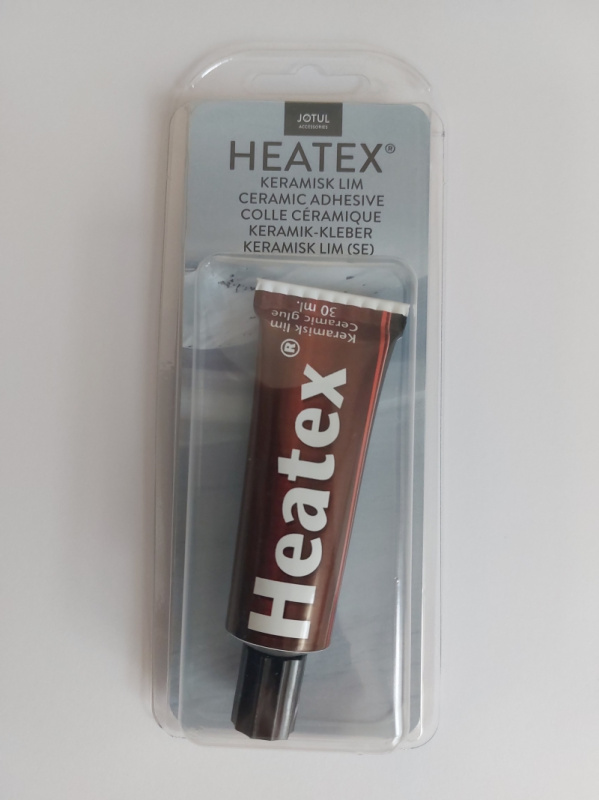 JØTUL
ACCESSORIES
HEATEX®
KERAMISK LIM
CERAMIC ADHESIVE
COLLE CÉRAMIQUE
KERAMIK-KLEBER
KERAMISK LIM (SE)
Keramisk lim
Ceramic glue
30 ml.
Heatex®